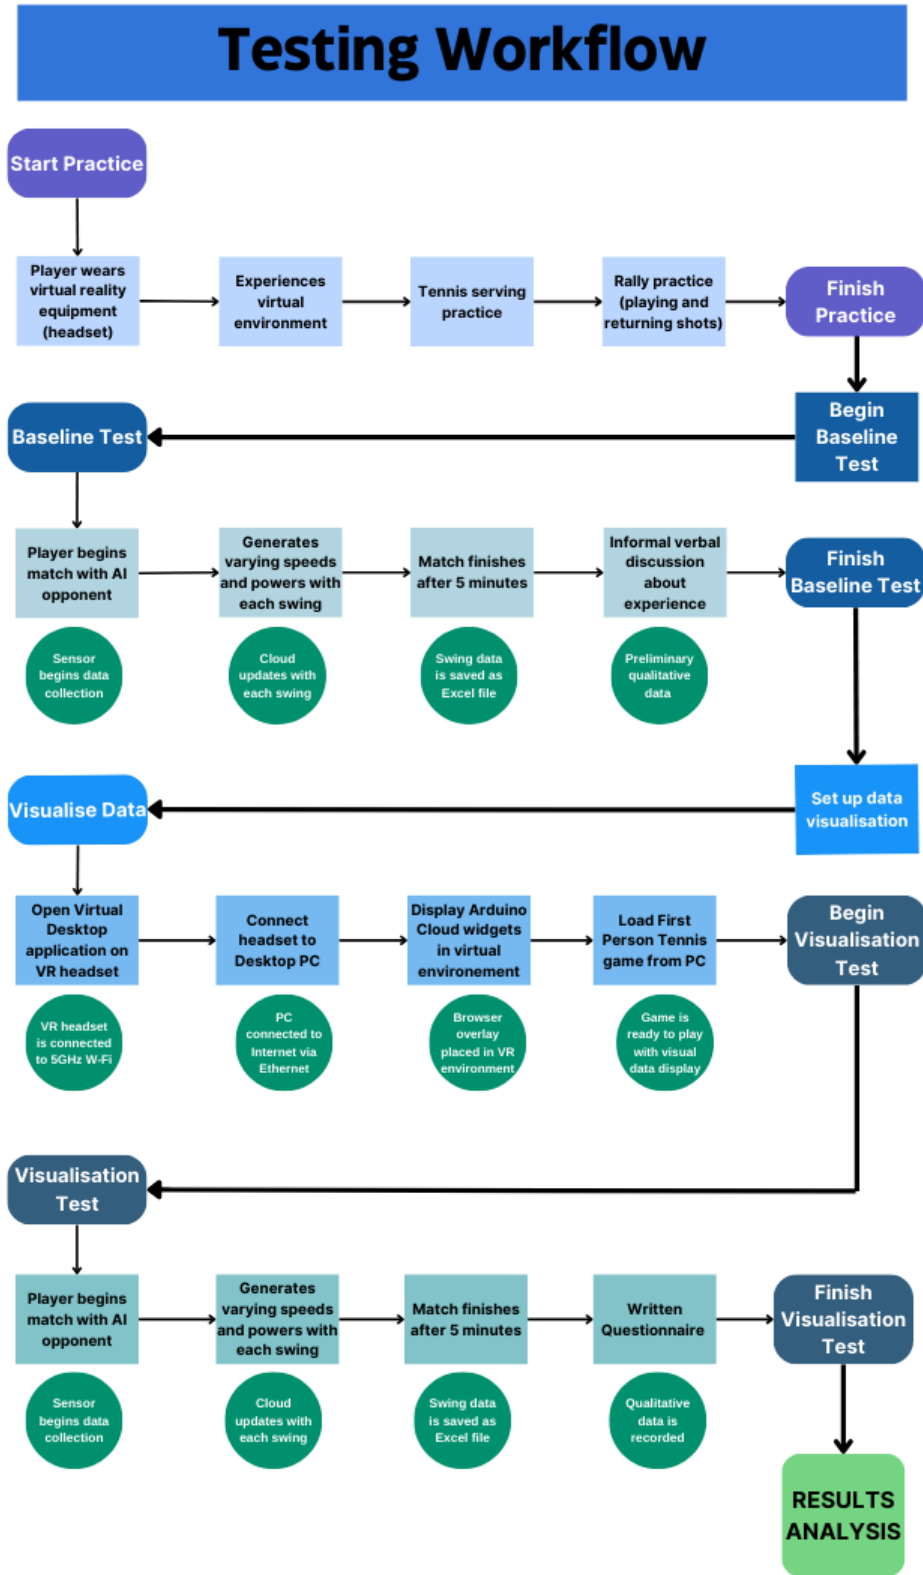 Testing Workflow
Start Practice
Player wears
virtual reality
equipment
(headset)
Experiences
virtual
environment
Tennis serving
practice
Rally practice
(playing and
returning shots)
Finish
Practice
Begin
Baseline
Test
Baseline Test
Player begins
match with AI
opponent
Generates
varying speeds
and powers with
each swing
Match finishes
after 5 minutes
Informal verbal
discussion
about
experience
Finish
Baseline Test
Sensor
begins data
collection
Cloud
updates with
each swing
Swing data
is saved as
Excel file
Preliminary
qualitative
data
Set up data
visualisation
Visualise Data
Open Virtual
Desktop
application on
VR headset
Connect
headset to
Desktop PC
Display Arduino
Cloud widgets
in virtual
environement
Load First
Person Tennis
game from PC
Begin
Visualisation
Test
VR headset
is connected
to 5GHz W-Fi
PC
connected to
Internet via
Ethernet
Browser
overlay
placed in VR
environment
Game is
ready to play
with visual
data display
Visualisation
Test
Player begins
match with AI
opponent
Generates
varying speeds
and powers with
each swing
Match finishes
after 5 minutes
Written
Questionnaire
Finish
Visualisation
Test
Sensor
begins data
collection
Cloud
updates with
each swing
Swing data
is saved as
Excel file
Qualitative
data is
recorded
RESULTS
ANALYSIS